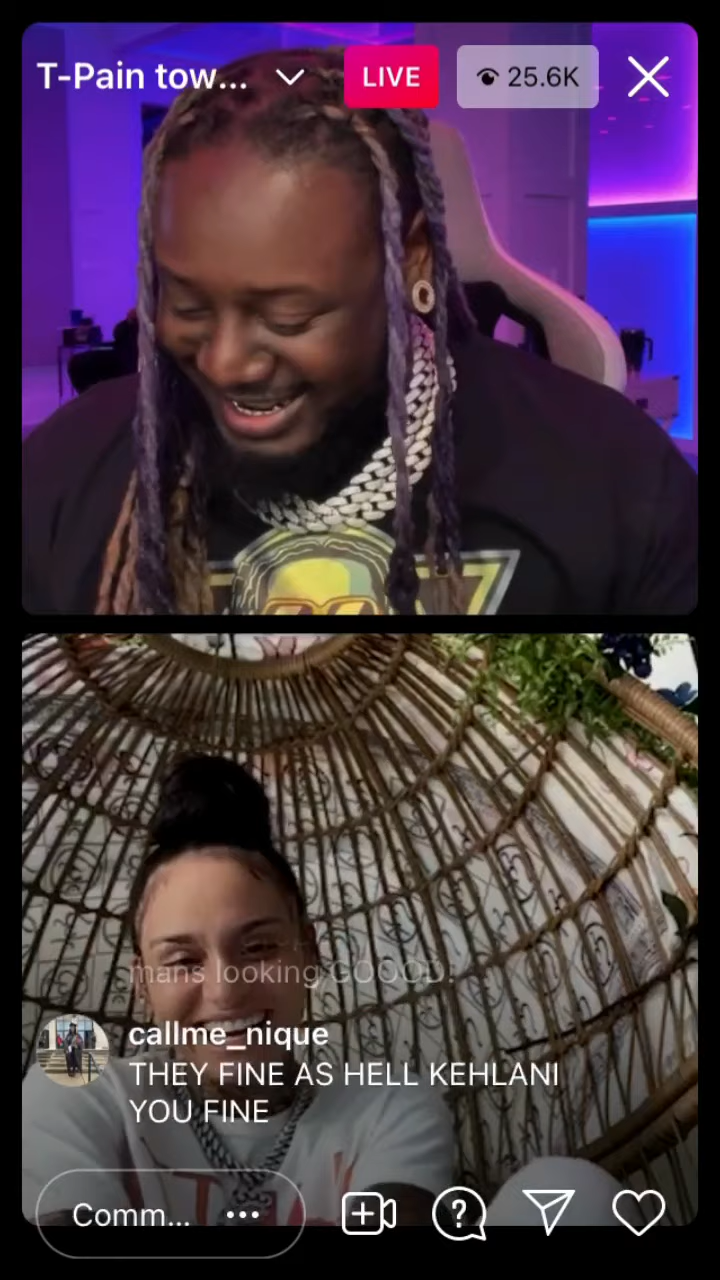 T-Pain tow...
LIVE
25.6K
mans looking GOOOD!
callme_nique
THEY FINE AS HELL KEHLANI
YOU FINE
Comm...